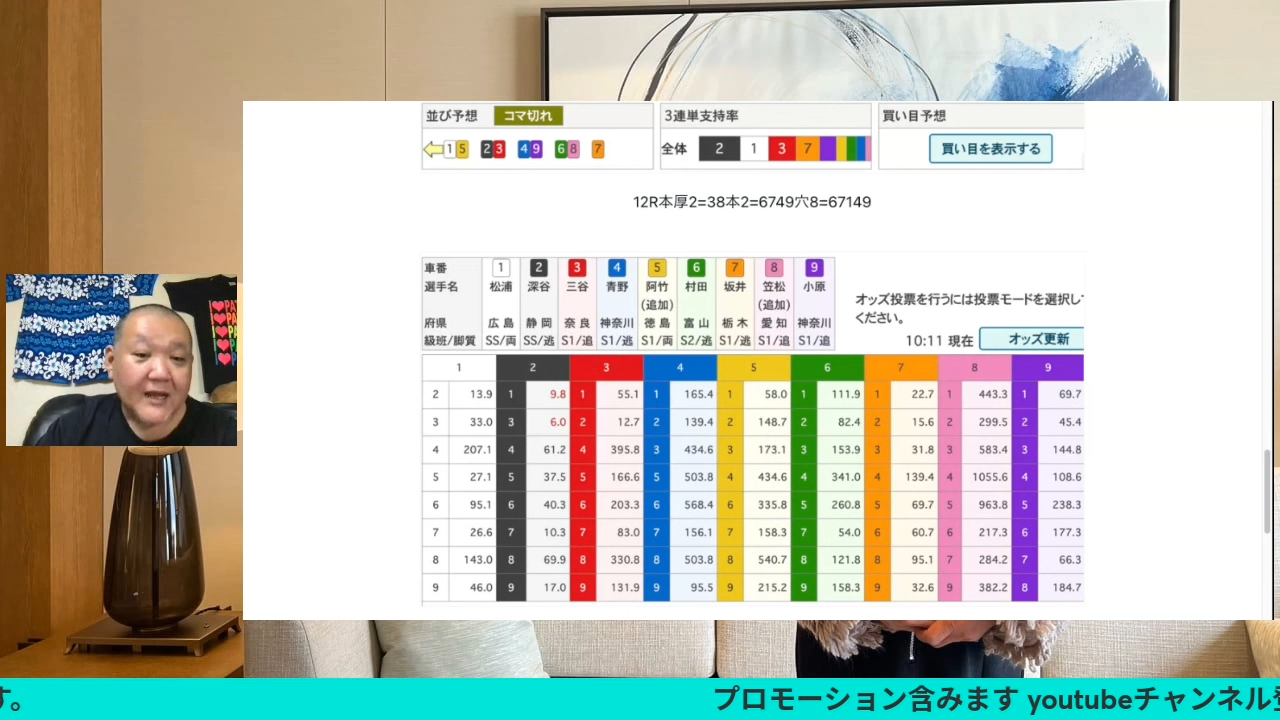 並び予想 コマ切れ
1 5 2 3 4 9 6 8 7
3連単支持率
全体 2 1 3 7
買い目予想
買い目を表示する
12R本厚2=38本2=6749穴8=67149
車番 1 2 3 4 5 6 7 8 9
選手名 松浦 深谷 三谷 青野 阿竹 村田 坂井 笠松 小原
(追加) (追加)
府県 広 島 静 岡 奈 良 神奈川 徳 島 富 山 栃 木 愛 知 神奈川
級班/脚質 SS/両 SS/逃 S1/追 S1/逃 S1/両 S2/逃 S1/逃 S1/追 S1/追
オッズ投票を行うには投票モードを選択し
ください。
10:11 現在 オッズ更新
1 2 3 4 5 6 7 8 9
2 13.9 1 9.8 1 55.1 1 165.4 1 58.0 1 111.9 1 22.7 1 443.3 1 69.7
3 33.0 3 6.0 2 12.7 2 139.4 2 148.7 2 82.4 2 15.6 2 299.5 2 45.4
4 207.1 4 61.2 4 395.8 3 434.6 3 173.1 3 153.9 3 31.8 3 583.4 3 144.8
5 27.1 5 37.5 5 166.6 5 503.8 4 434.6 4 341.0 4 139.4 4 1055.6 4 108.6
6 95.1 6 40.3 6 203.3 6 568.4 6 335.8 5 260.8 5 69.7 5 963.8 5 238.3
7 26.6 7 10.3 7 83.0 7 156.1 7 158.3 7 54.0 6 60.7 6 217.3 6 177.3
8 143.0 8 69.9 8 330.8 8 503.8 8 540.7 8 121.8 8 95.1 7 284.2 7 66.3
9 46.0 9 17.0 9 131.9 9 95.5 9 215.2 9 158.3 9 32.6 9 382.2 8 184.7
す。 プロモーション含みます youtubeチャンネル